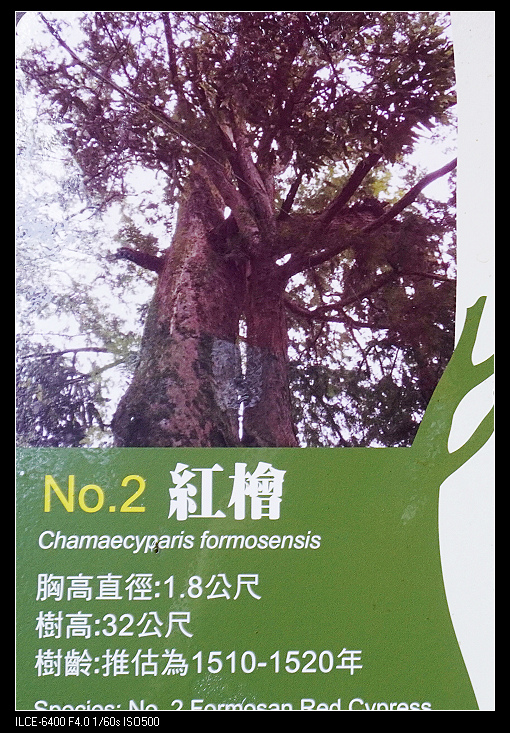 No.2 紅檜
Chamaecyparis formosensis
胸高直徑:1.8公尺
樹高:32公尺
樹齡:推估為1510-1520年
Species: No. 2 Formosan Red Cypress
ILCE-6400 F4.0 1/60s ISO500